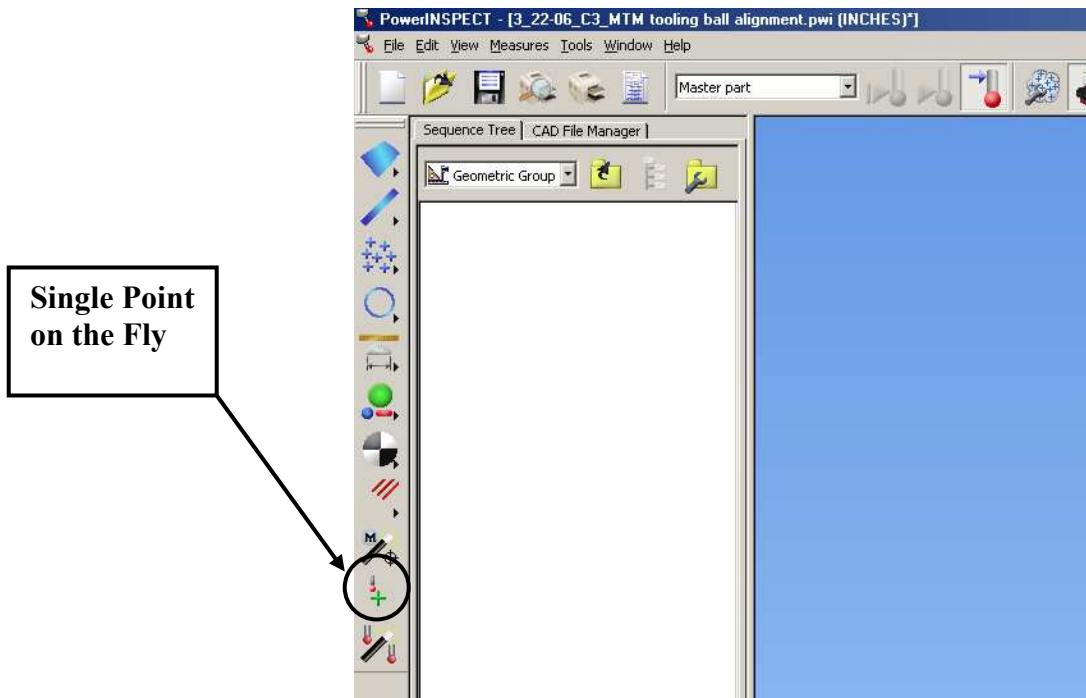 PowerINSPECT - [3_22-06_C3_MTM tooling ball alignment.pwi (INCHES)*]
File Edit View Measures Tools Window Help
Master part
Sequence Tree CAD File Manager
Geometric Group
Single Point
on the Fly
M